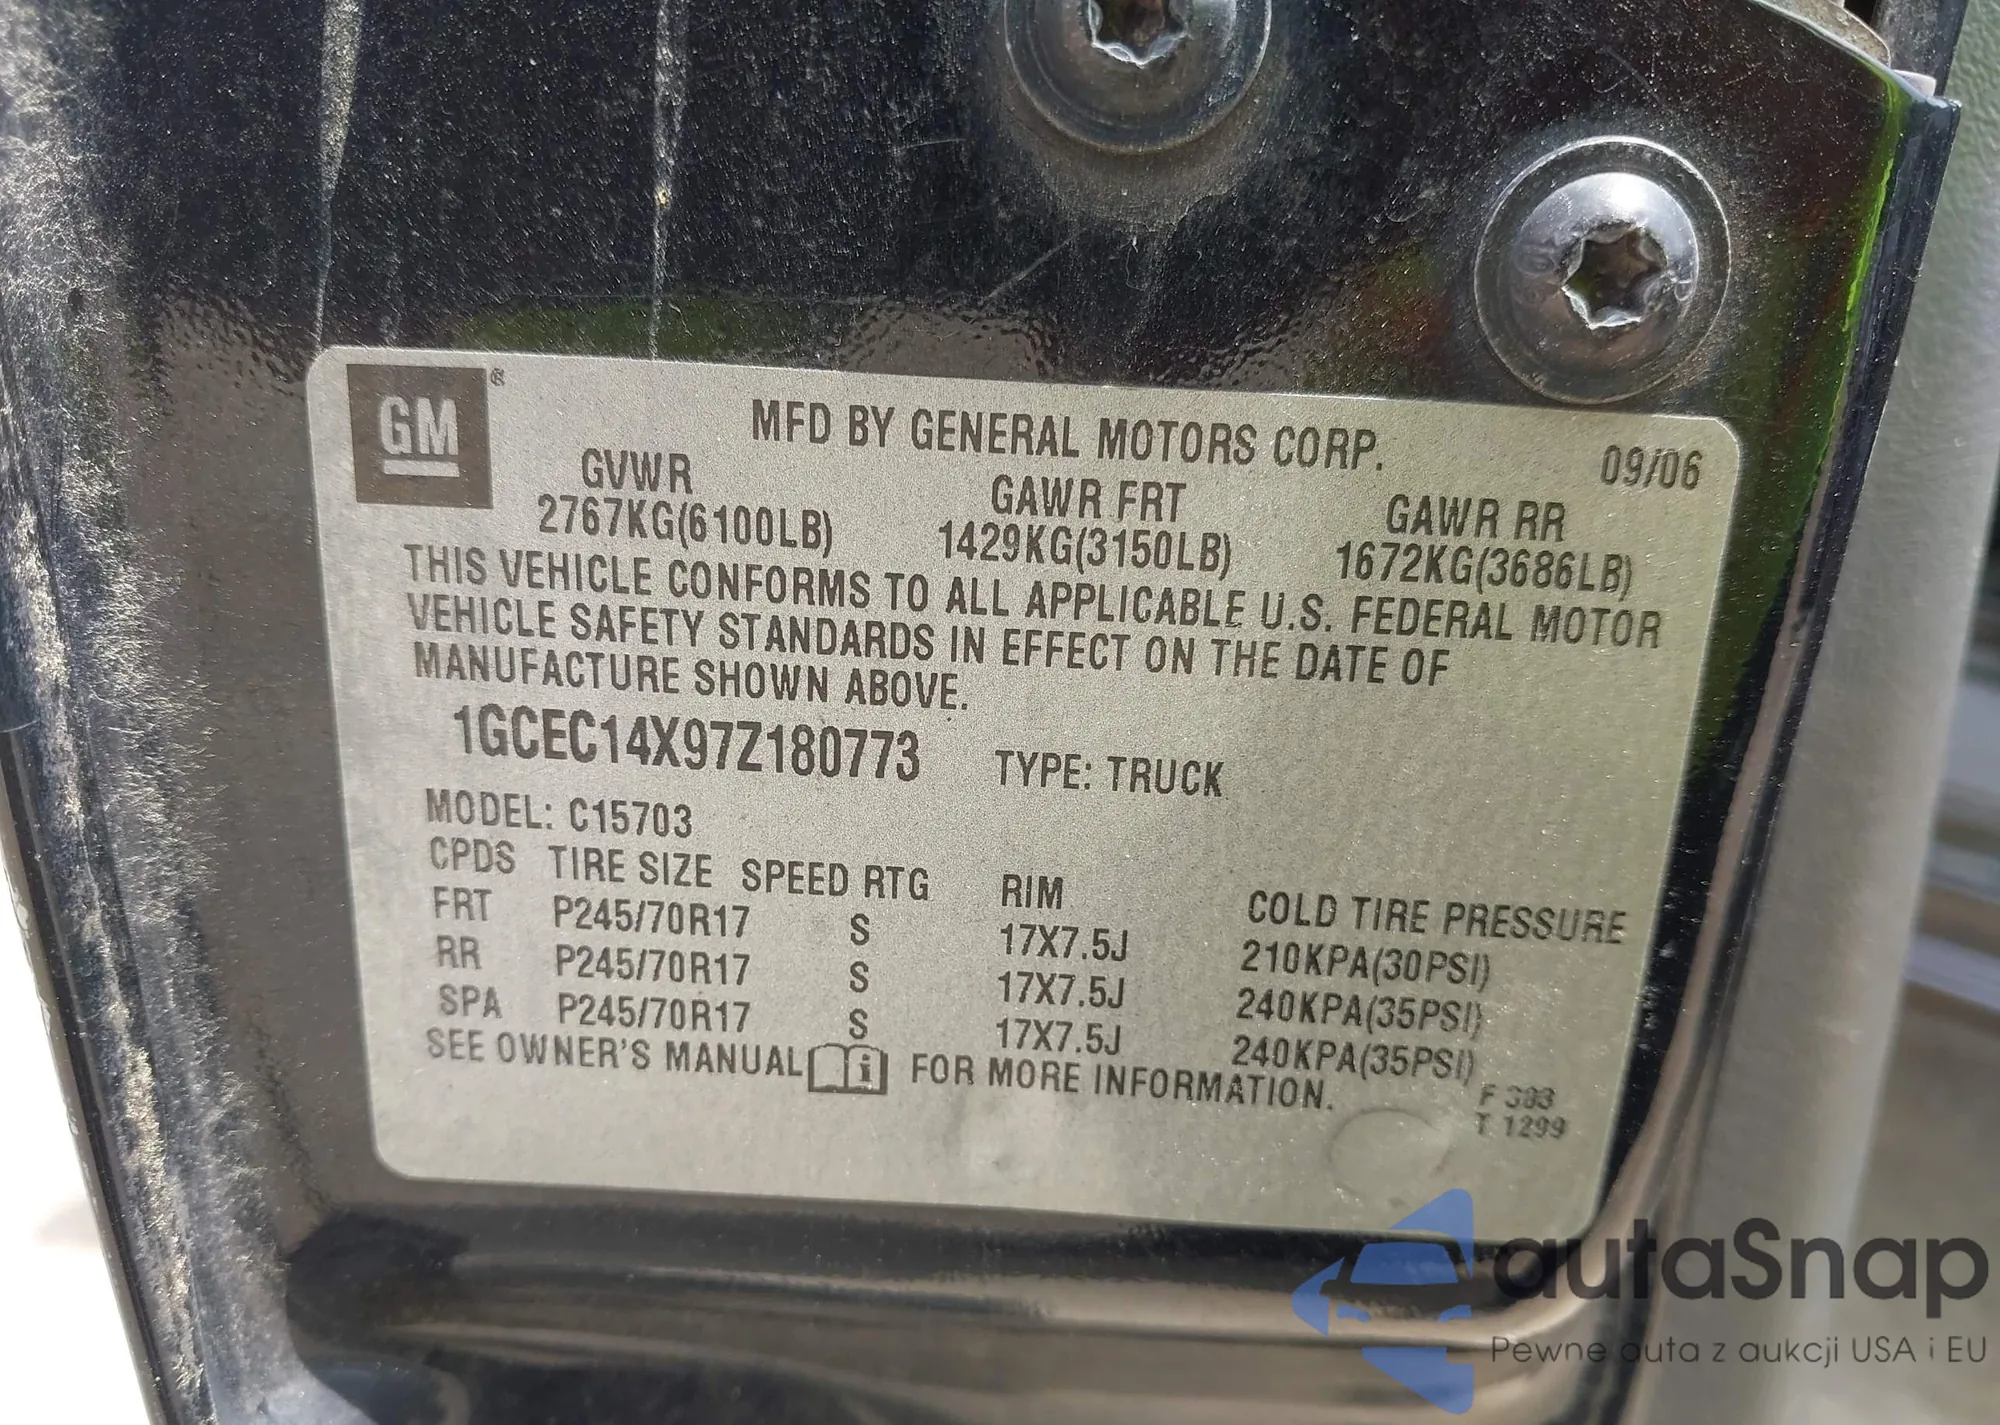 GM ®
MFD BY GENERAL MOTORS CORP. 09/06
GVWR GAWR FRT GAWR RR
2767KG(6100LB) 1429KG(3150LB) 1672KG(3686LB)
THIS VEHICLE CONFORMS TO ALL APPLICABLE U.S. FEDERAL MOTOR
VEHICLE SAFETY STANDARDS IN EFFECT ON THE DATE OF
MANUFACTURE SHOWN ABOVE.
1GCEC14X97Z180773 TYPE: TRUCK
MODEL: C15703
CPDS TIRE SIZE SPEED RTG RIM COLD TIRE PRESSURE
FRT P245/70R17 S 17X7.5J 210KPA(30PSI)
RR P245/70R17 S 17X7.5J 240KPA(35PSI)
SPA P245/70R17 S 17X7.5J 240KPA(35PSI)
SEE OWNER'S MANUAL i FOR MORE INFORMATION.
F
T 1299
autaSnap
Pewne auta z aukcji USA i EU